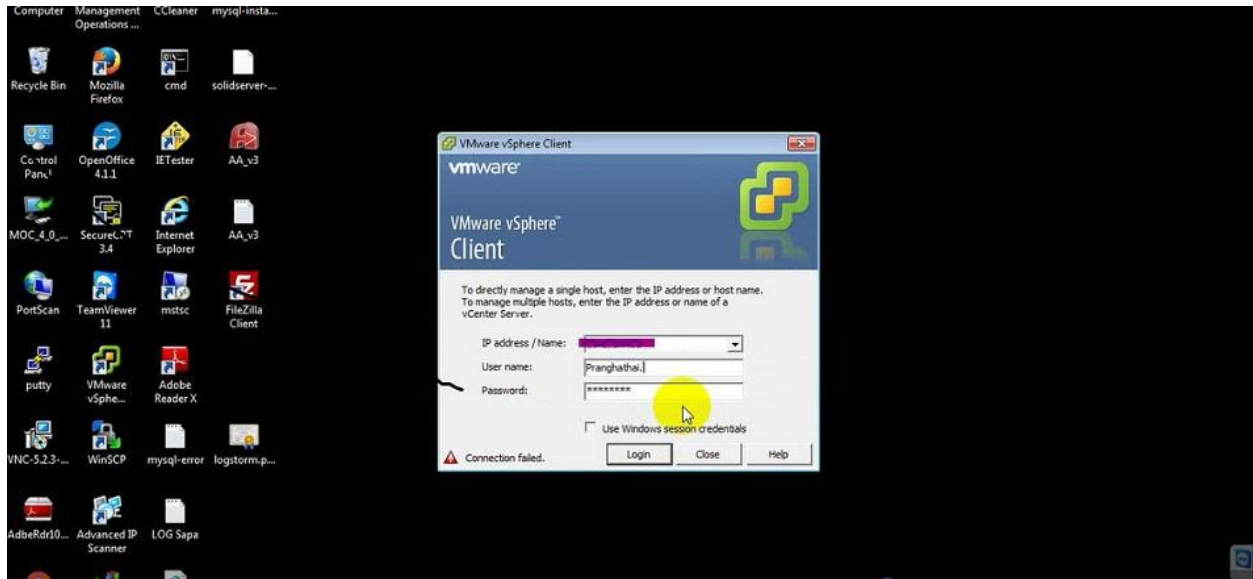 Computer Management CCleaner mysql-insta...
Operations ...
Recycle Bin Mozilla cmd solidserver-...
Firefox
Control OpenOffice IETester AA_v3
Panel 4.1.1
MOC_4_0_... SecureCRT Internet AA_v3
3.4 Explorer
PortScan TeamViewer mstsc FileZilla
11 Client
putty VMware Adobe
vSphe... Reader X
VNC-5.2.3-... WinSCP mysql-error logstorm.p...
AdbeRdr10... Advanced IP LOG Sapa
Scanner
VMware vSphere Client
vmware
VMware vSphere™
Client
To directly manage a single host, enter the IP address or host name.
To manage multiple hosts, enter the IP address or name of a
vCenter Server.
IP address / Name:
User name: Pranghathai.
Password: ********
Use Windows session credentials
Connection failed. Login Close Help